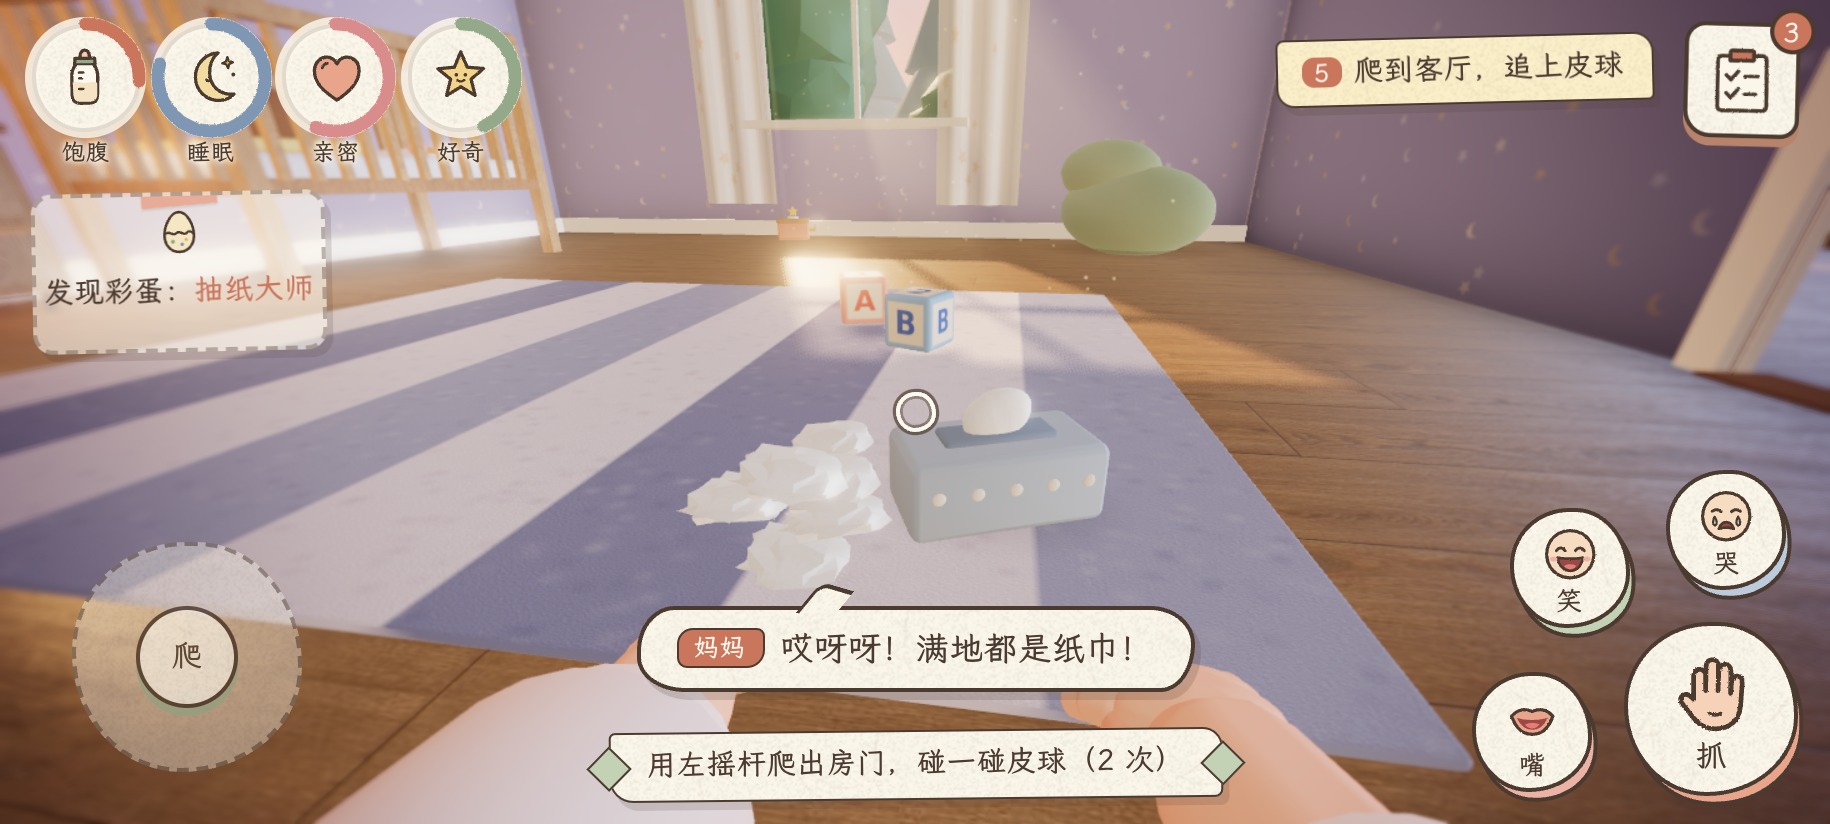 饱腹
睡眠
亲密
好奇
5 爬到客厅，追上皮球
3
发现彩蛋：抽纸大师
A
B B
爬
妈妈 哎呀呀！满地都是纸巾！
用左摇杆爬出房门，碰一碰皮球（2 次）
笑
哭
嘴
抓